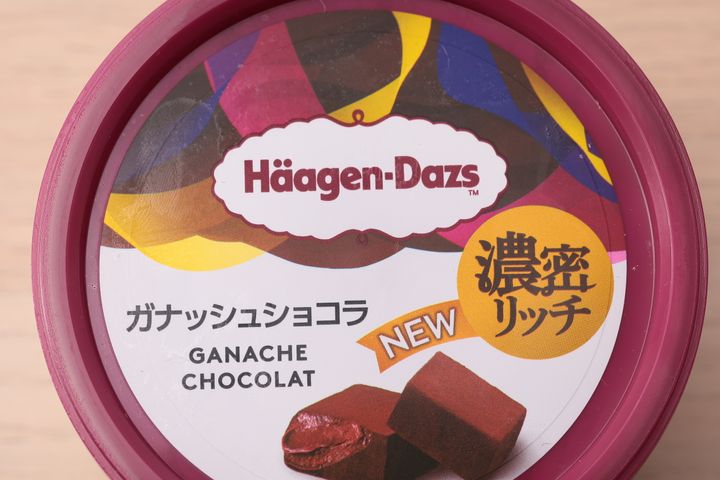 Häagen-Dazs
TM
濃密
リッチ
ガナッシュショコラ
NEW
GANACHE
CHOCOLAT